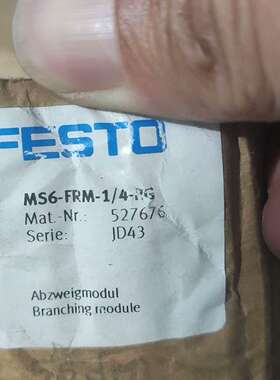 FESTO
MS6-FRM-1/4-RG
Mat.-Nr.: 527676
Serie: JD43
Abzweigmodul
Branching module